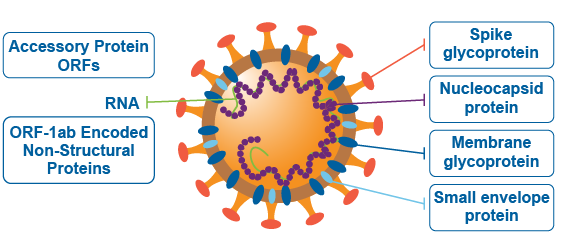 Accessory Protein
ORFs
RNA
ORF-1ab Encoded
Non-Structural
Proteins
Spike
glycoprotein
Nucleocapsid
protein
Membrane
glycoprotein
Small envelope
protein